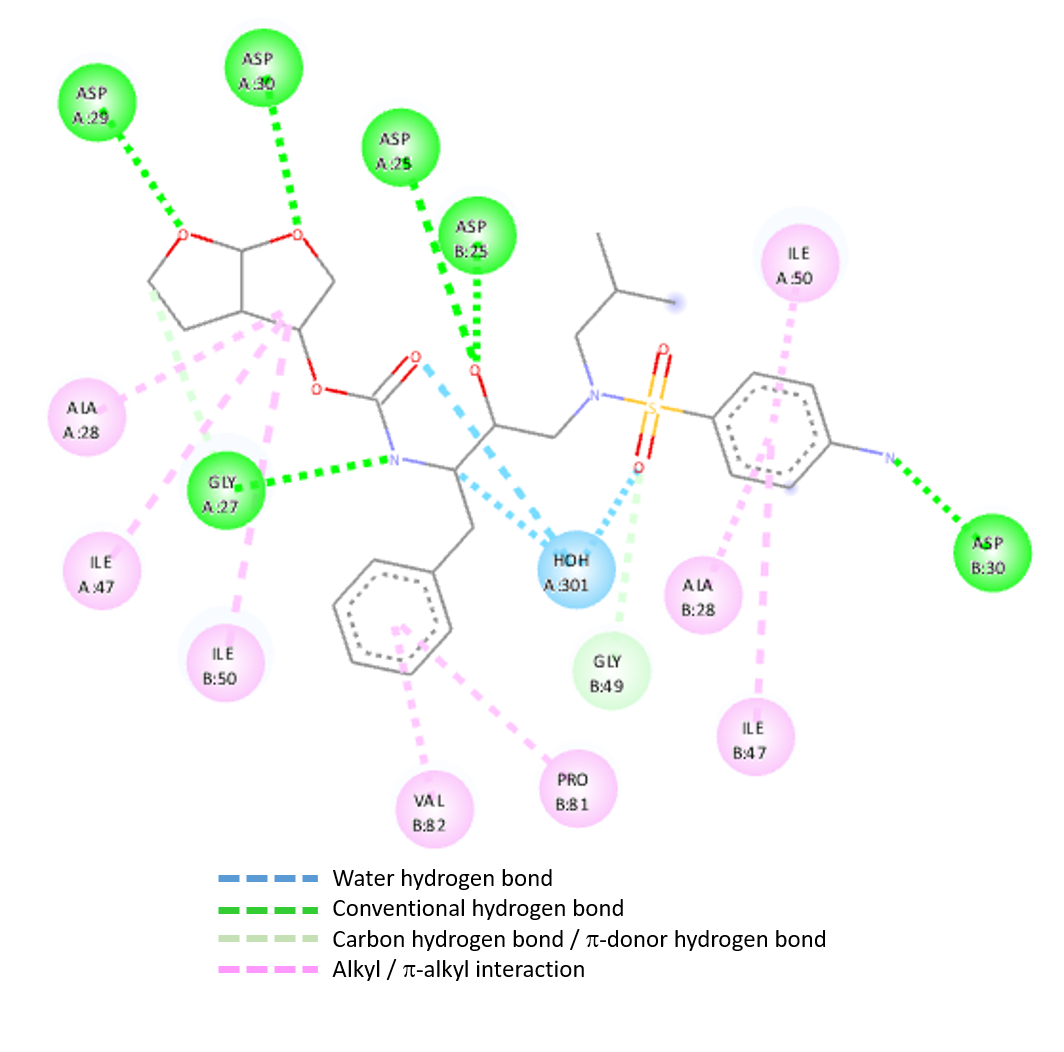 ASP
A:30
ASP
A:29
ASP
A:25
ASP
B:25
O
O
ILE
A:50
O
O
O
O
N
S
ALA
A:28
N
N
O
GLY
A:27
ASP
B:30
ILE
A:47
HOH
A:301
ALA
B:28
ILE
B:50
GLY
B:49
ILE
B:47
VAL
B:82
PRO
B:81
Water hydrogen bond
Conventional hydrogen bond
Carbon hydrogen bond / π-donor hydrogen bond
Alkyl / π-alkyl interaction